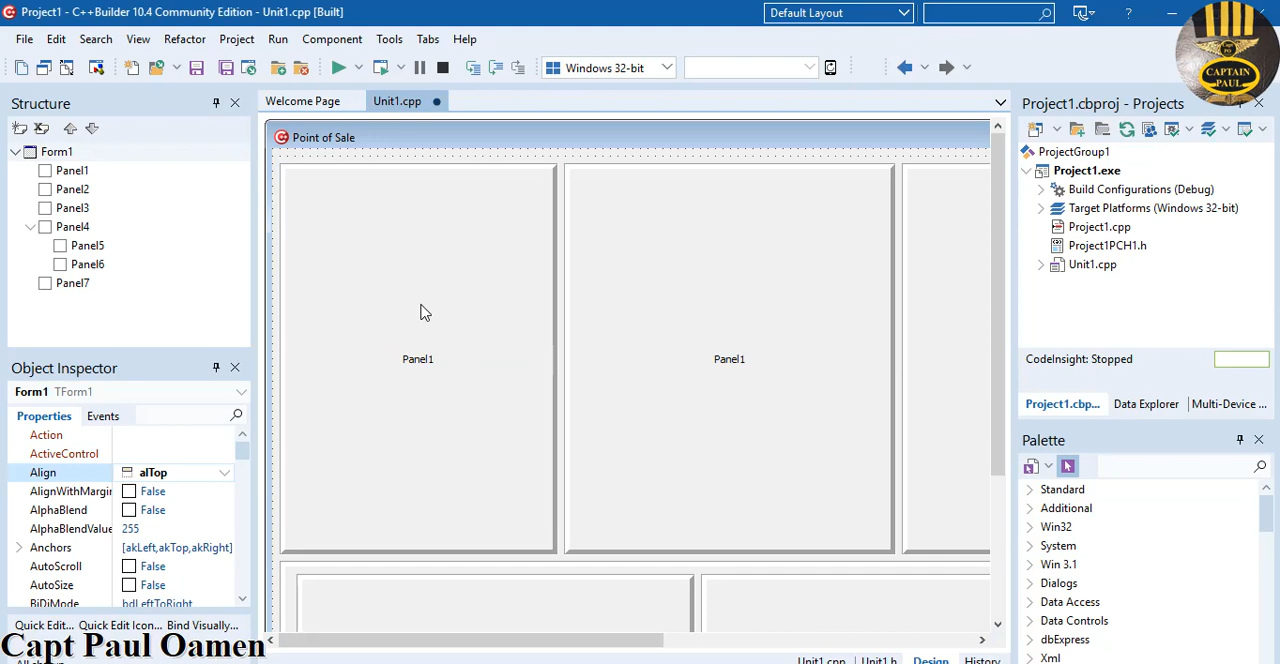 Project1 - C++Builder 10.4 Community Edition - Unit1.cpp [Built]
Default Layout
?
File Edit Search View Refactor Project Run Component Tools Tabs Help
Windows 32-bit
CAPTAIN
PAUL
Structure
Welcome Page
Unit1.cpp
Project1.cbproj - Projects
Form1
Panel1
Panel2
Panel3
Panel4
Panel5
Panel6
Panel7
Point of Sale
Panel1
Panel1
ProjectGroup1
Project1.exe
Build Configurations (Debug)
Target Platforms (Windows 32-bit)
Project1.cpp
Project1PCH1.h
Unit1.cpp
CodeInsight: Stopped
Project1.cbp... Data Explorer Multi-Device ...
Object Inspector
Form1 TForm1
Properties Events
Action
ActiveControl
Align alTop
AlignWithMargin False
AlphaBlend False
AlphaBlendValue 255
Anchors [akLeft,akTop,akRight]
AutoScroll False
AutoSize False
BiDiMode bdLeftToRight
Quick Edit... Quick Edit Icon... Bind Visually...
Palette
Standard
Additional
Win32
System
Win 3.1
Dialogs
Data Access
Data Controls
dbExpress
Xml
Unit1.cpp Unit1.h Design History
Capt Paul Oamen